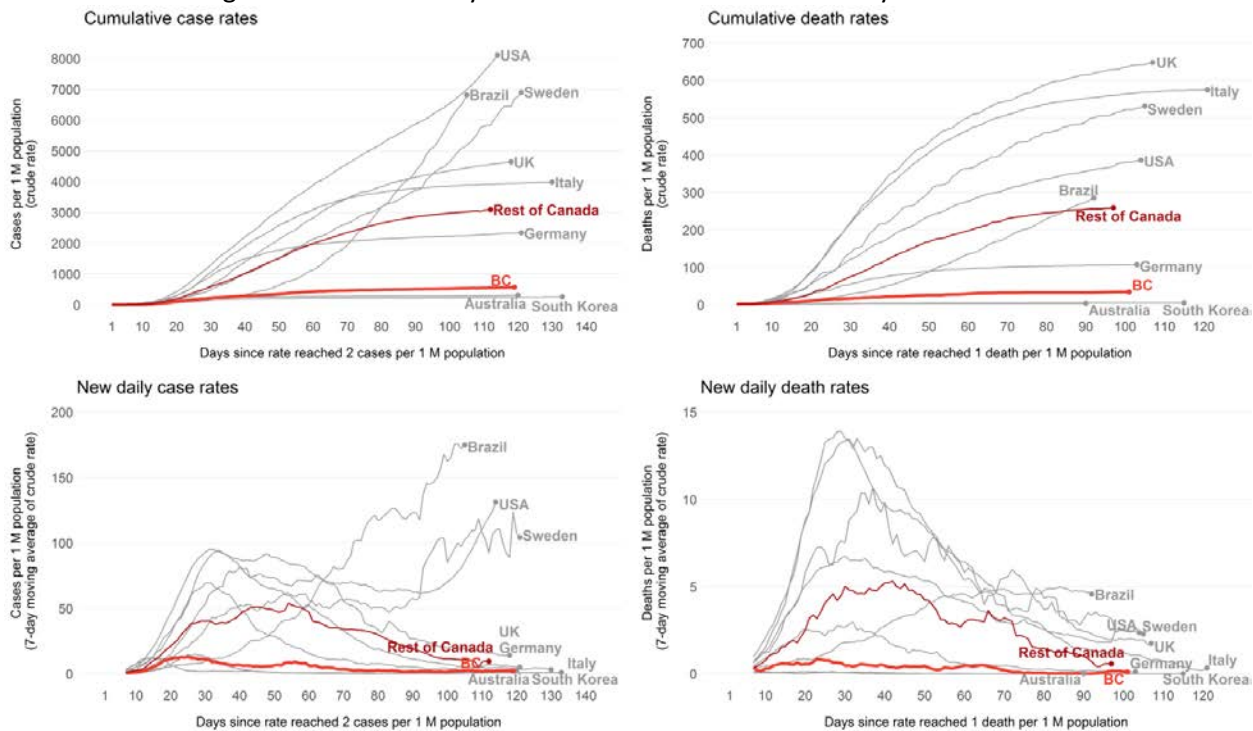 Cumulative case rates
Cases per 1 M population
(crude rate)
8000
7000
6000
5000
4000
3000
2000
1000
0
USA
Brazil
Sweden
UK
Italy
Rest of Canada
Germany
BC
Australia
South Korea
1 10 20 30 40 50 60 70 80 90 100 110 120 130 140
Days since rate reached 2 cases per 1 M population
Cumulative death rates
Deaths per 1 M population
(crude rate)
700
600
500
400
300
200
100
0
UK
Italy
Sweden
USA
Brazil
Rest of Canada
Germany
BC
Australia
South Korea
1 10 20 30 40 50 60 70 80 90 100 110 120
Days since rate reached 1 death per 1 M population
New daily case rates
Cases per 1 M population
(7-day moving average of crude rate)
200
150
100
50
0
Brazil
USA
Sweden
UK
Rest of Canada
Germany
BC
Italy
Australia
South Korea
1 10 20 30 40 50 60 70 80 90 100 110 120 130 140
Days since rate reached 2 cases per 1 M population
New daily death rates
Deaths per 1 M population
(7-day moving average of crude rate)
15
10
5
0
Brazil
USA
Sweden
UK
Rest of Canada
Italy
Germany
Australia
BC
South Korea
1 10 20 30 40 50 60 70 80 90 100 110 120
Days since rate reached 1 death per 1 M population